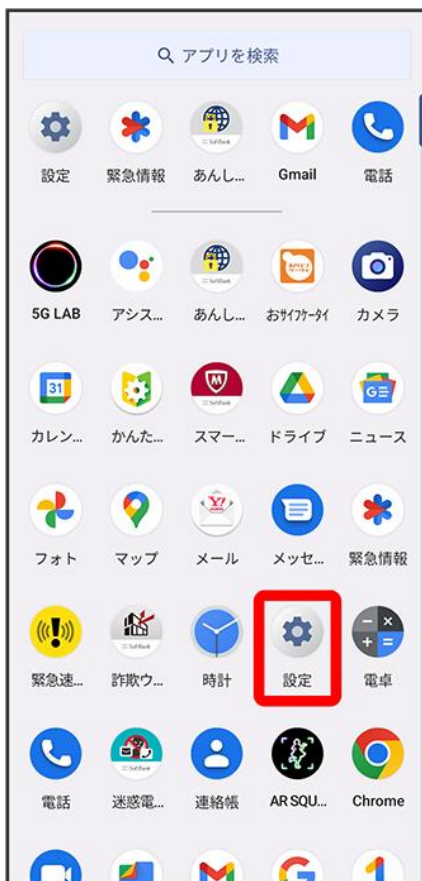 アプリを検索
設定 緊急情報 あんし... Gmail 電話
5G LAB アシス... あんし... おサイフケータイ カメラ
31
カレン... かんた... スマー... ドライブ ニュース
フォト マップ メール メッセ... 緊急情報
緊急速... 詐欺ウ... 時計 設定 電卓
電話 迷惑電... 連絡帳 AR SQU... Chrome